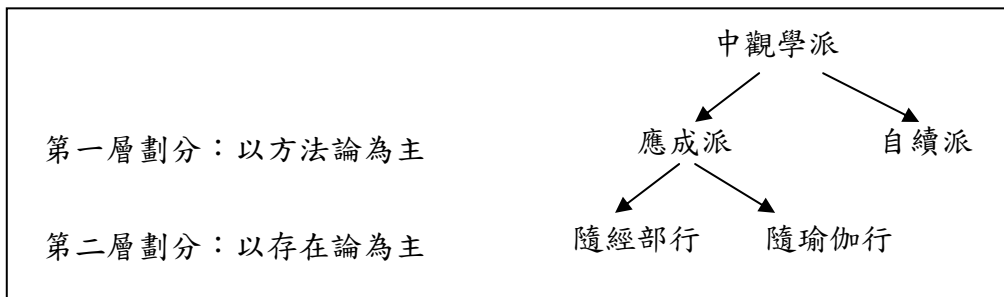 中觀學派
第一層劃分：以方法論為主 應成派 自續派
第二層劃分：以存在論為主 隨經部行 隨瑜伽行